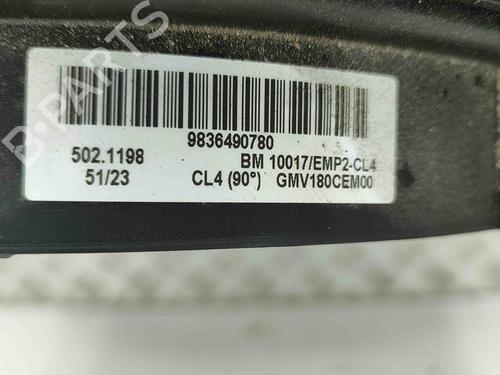 9836490780
502.1198 BM 10017/EMP2-CL4
51/23 CL4 (90°) GMV180CEM00
B-PARTS